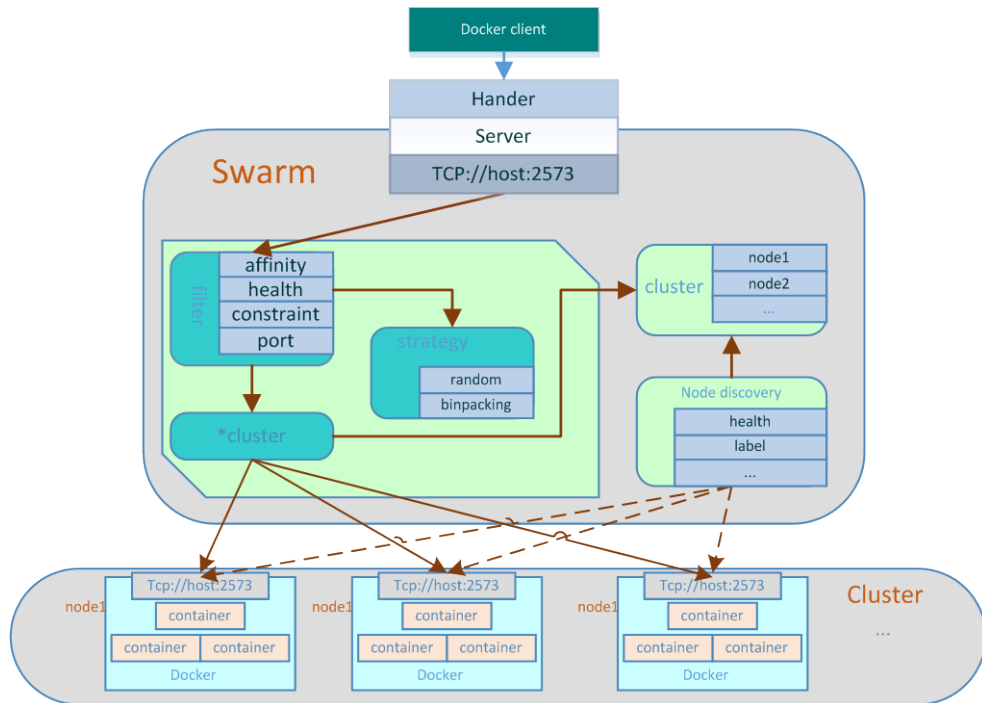 Docker client
Hander
Server
TCP://host:2573
Swarm
filter
affinity
health
constraint
port
strategy
random
binpacking
*cluster
cluster
node1
node2
...
Node discovery
health
label
...
Cluster
...
node1
Tcp://host:2573
container
container
container
Docker
node1
Tcp://host:2573
container
container
container
Docker
node1
Tcp://host:2573
container
container
container
Docker